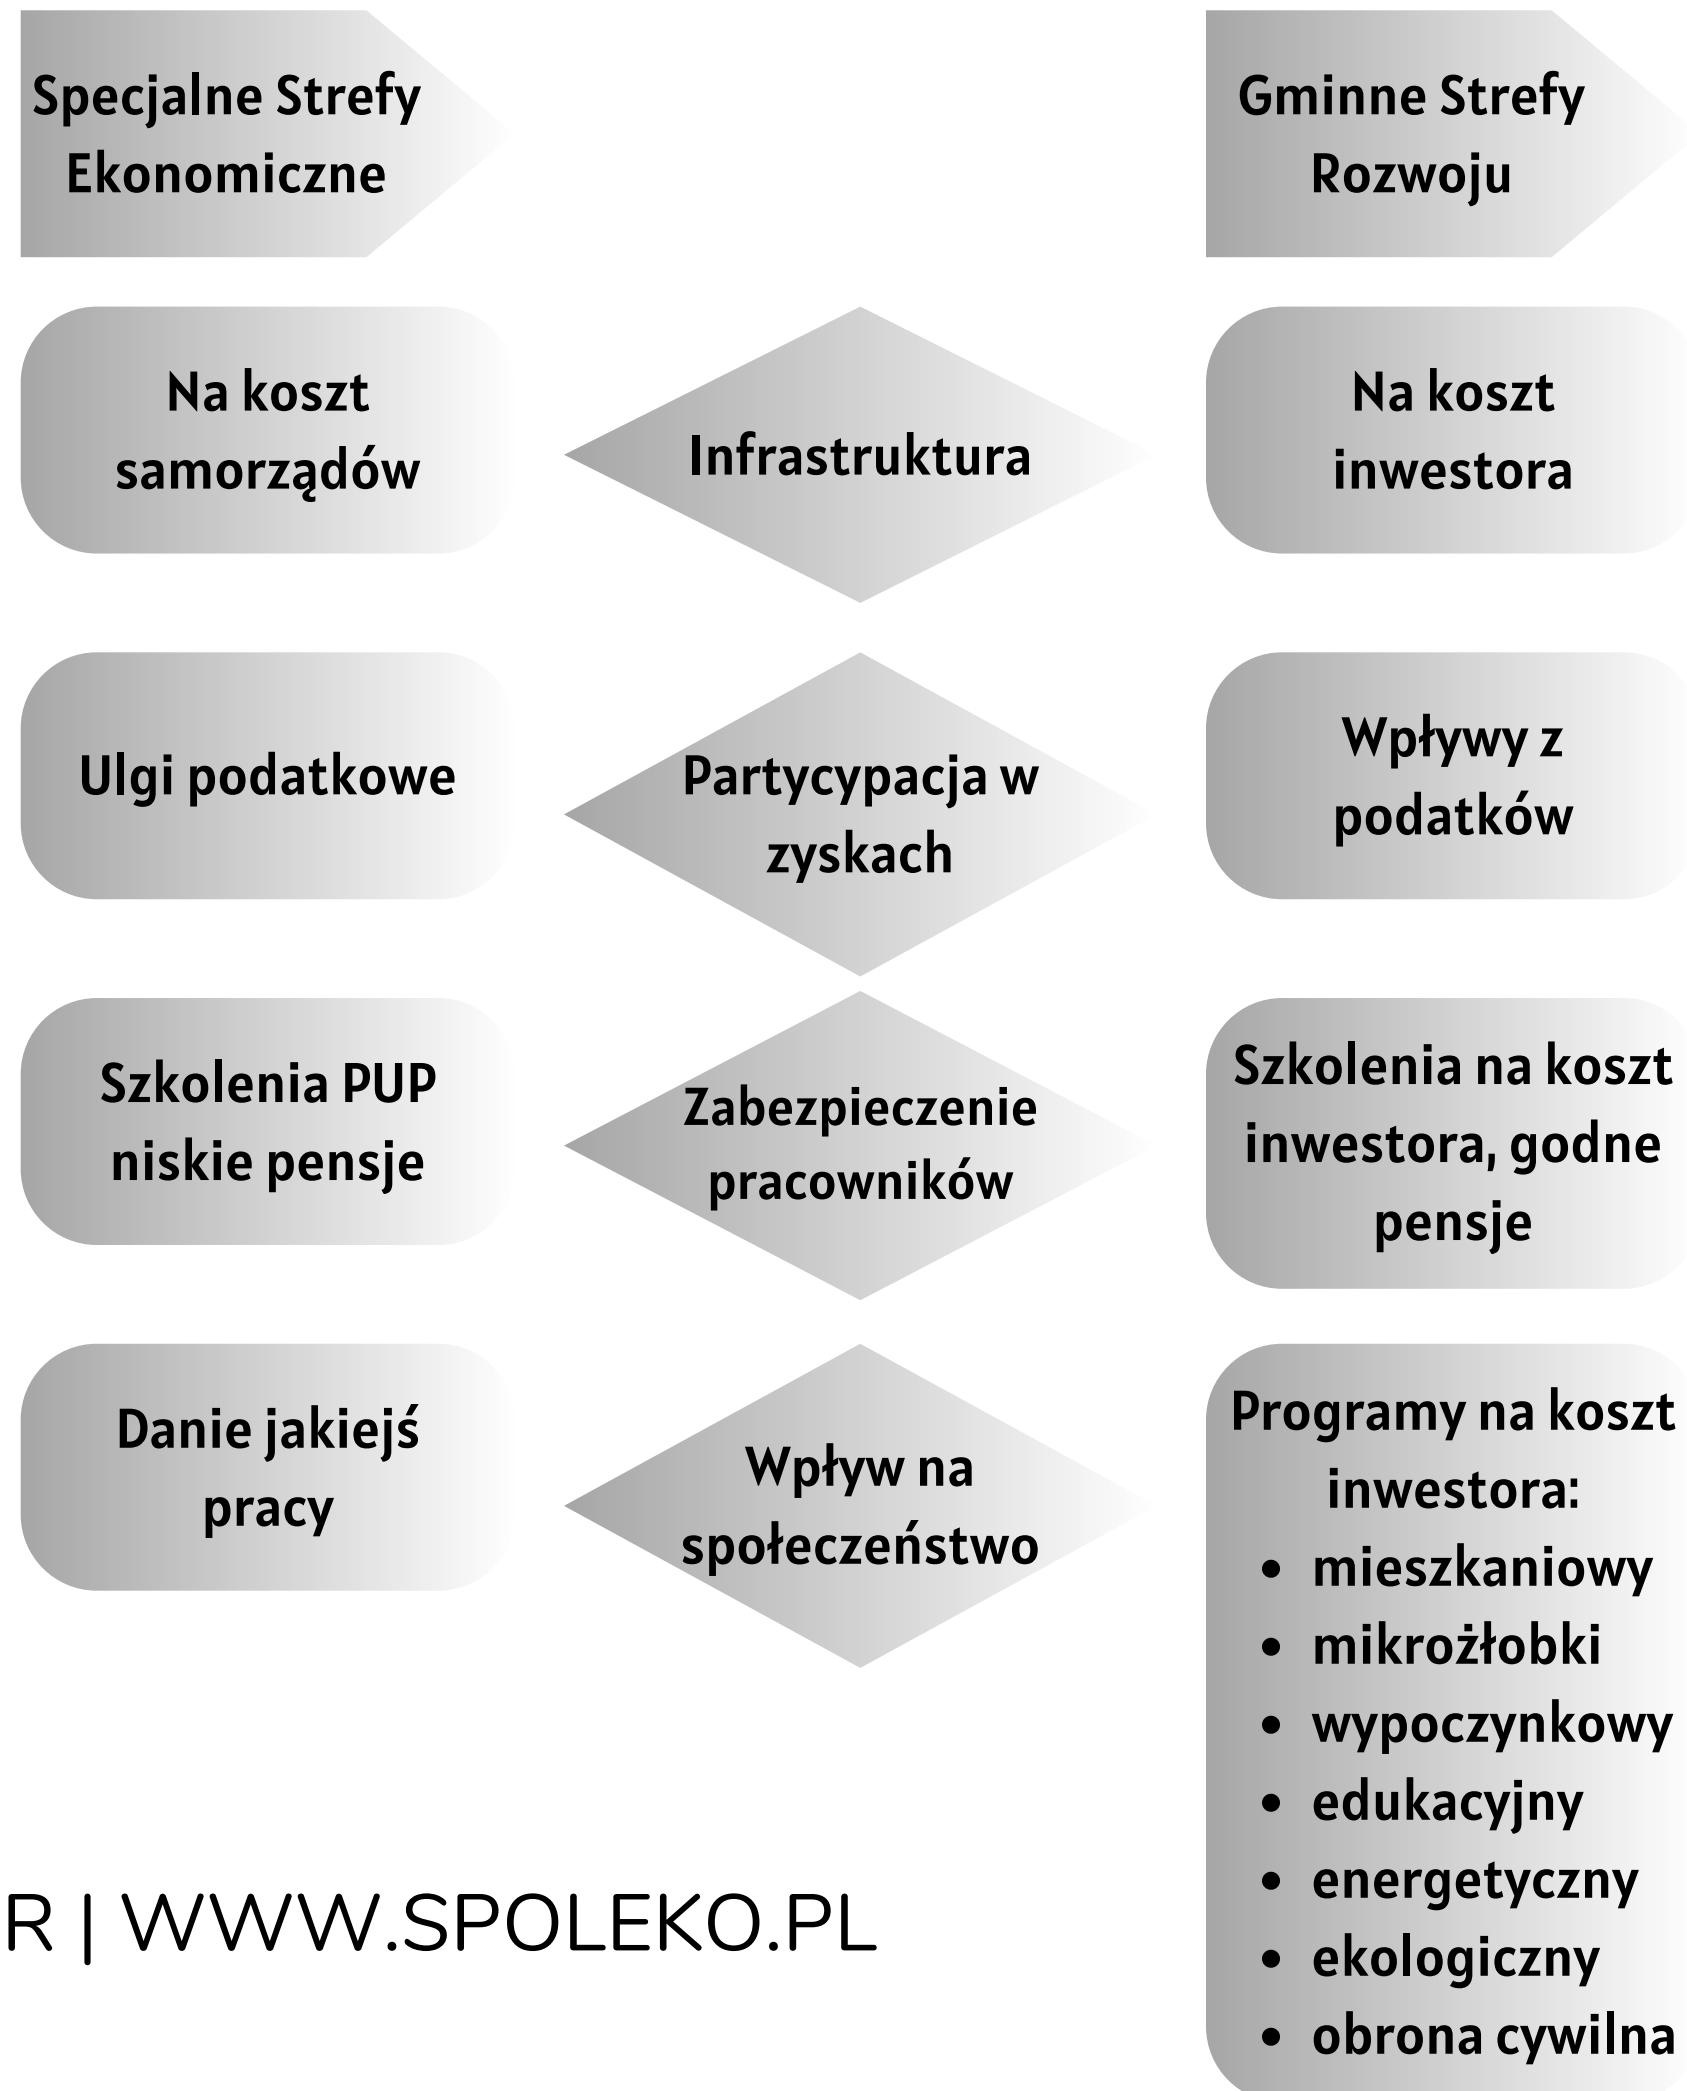 Specjalne Strefy
Ekonomiczne
Gminne Strefy
Rozwoju
Na koszt
samorządów
Infrastruktura
Na koszt
inwestora
Ulgi podatkowe
Partycypacja w
zyskach
Wpływy z
podatków
Szkolenia PUP
niskie pensje
Zabezpieczenie
pracowników
Szkolenia na koszt
inwestora, godne
pensje
Danie jakiejś
pracy
Wpływ na
społeczeństwo
Programy na koszt
inwestora:
• mieszkaniowy
• mikrożłobki
• wypoczynkowy
• edukacyjny
• energetyczny
• ekologiczny
• obrona cywilna
R | WWW.SPOLEKO.PL